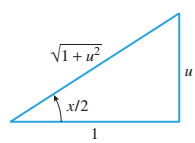 √1 + u²
u
x/2
1